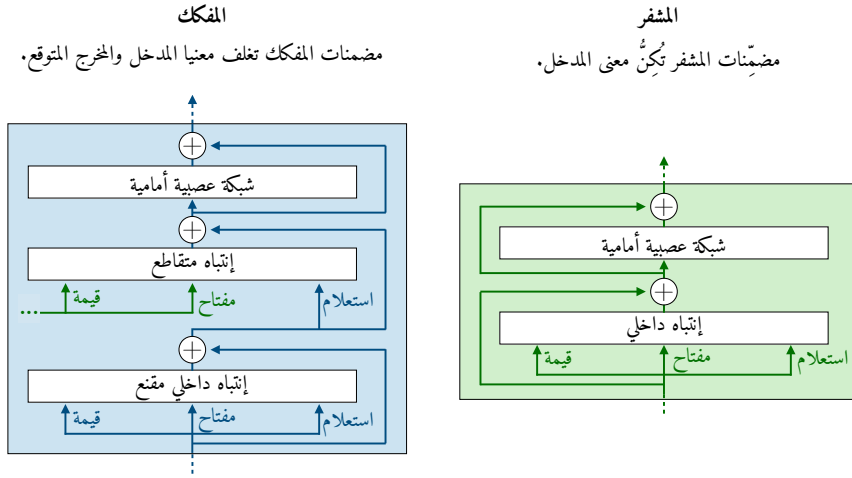 المشفر
مضمِّنات المشفر تُكِنُّ معنى المدخل.
شبكة عصبية أمامية
إنتباه داخلي
استعلام
مفتاح
قيمة
المفكك
مضمنات المفكك تغلف معنيا المدخل والمخرج المتوقع.
شبكة عصبية أمامية
إنتباه متقاطع
استعلام
مفتاح
قيمة
...
إنتباه داخلي مقنع
استعلام
مفتاح
قيمة